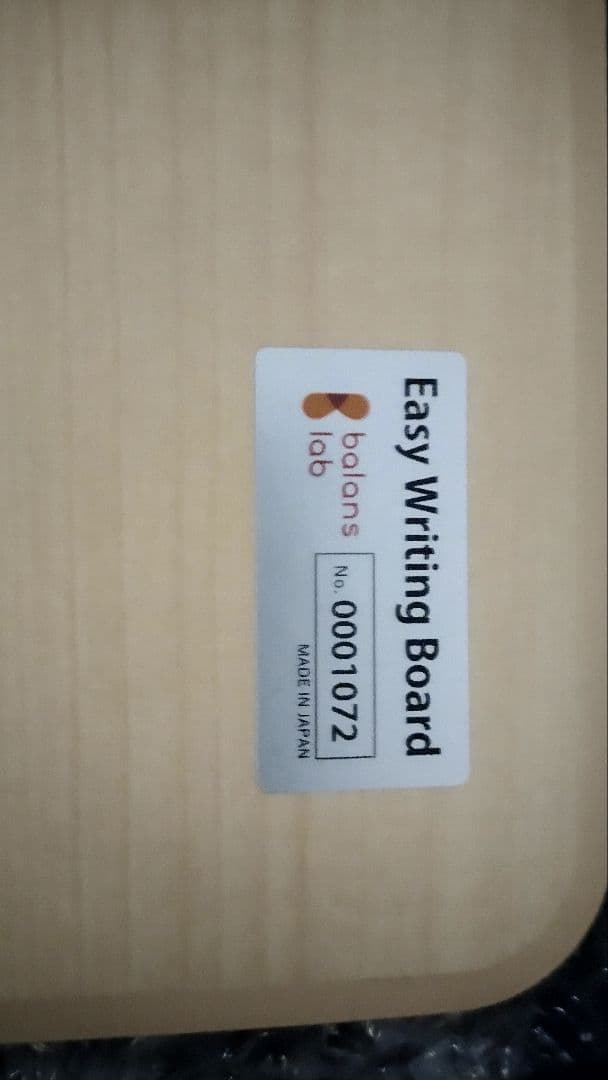 Easy Writing Board
balans
lab
No. 0001072
MADE IN JAPAN